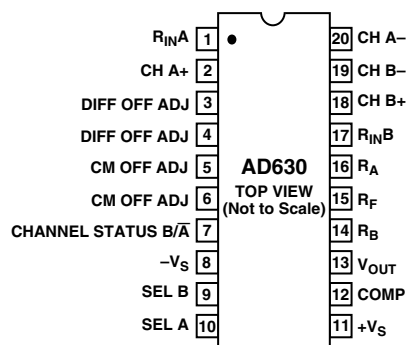 RINA 1
CH A+ 2
DIFF OFF ADJ 3
DIFF OFF ADJ 4
CM OFF ADJ 5
CM OFF ADJ 6
CHANNEL STATUS B/A̅ 7
–VS 8
SEL B 9
SEL A 10
AD630
TOP VIEW
(Not to Scale)
20 CH A–
19 CH B–
18 CH B+
17 RINB
16 RA
15 RF
14 RB
13 VOUT
12 COMP
11 +VS